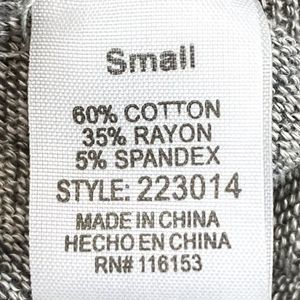 Small
60% COTTON
35% RAYON
5% SPANDEX
STYLE: 223014
MADE IN CHINA
HECHO EN CHINA
RN# 116153